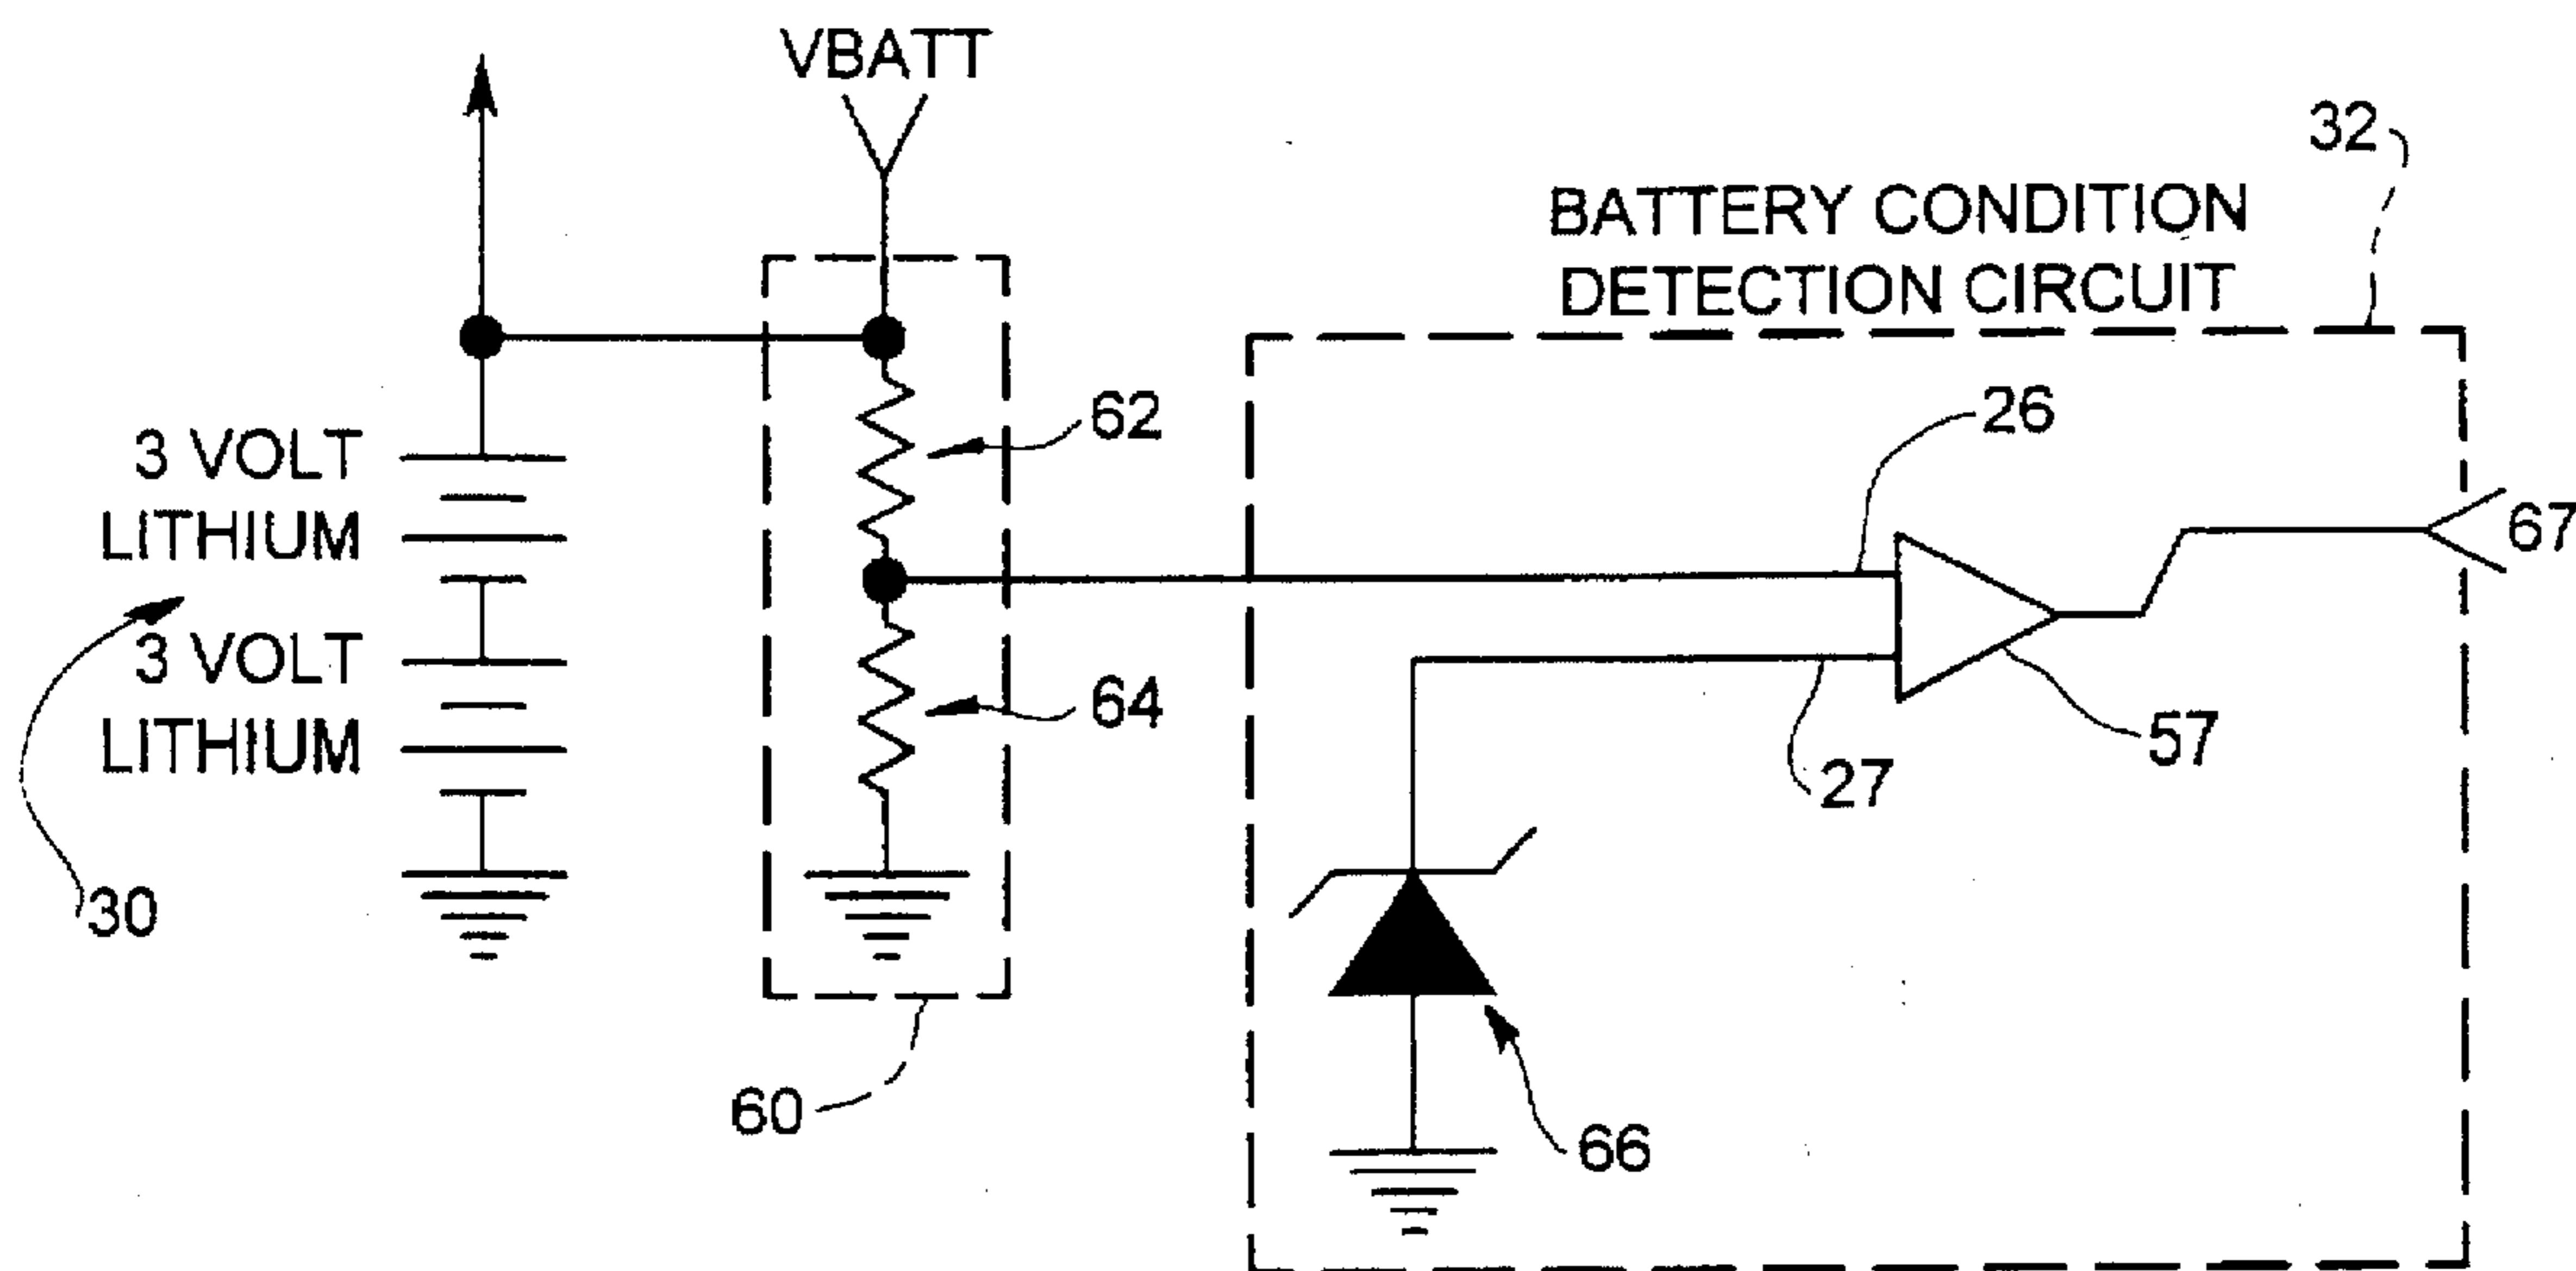 VBATT
32
BATTERY CONDITION
DETECTION CIRCUIT
62
26
3 VOLT
LITHIUM
67
3 VOLT
LITHIUM
64
57
27
30
60
66